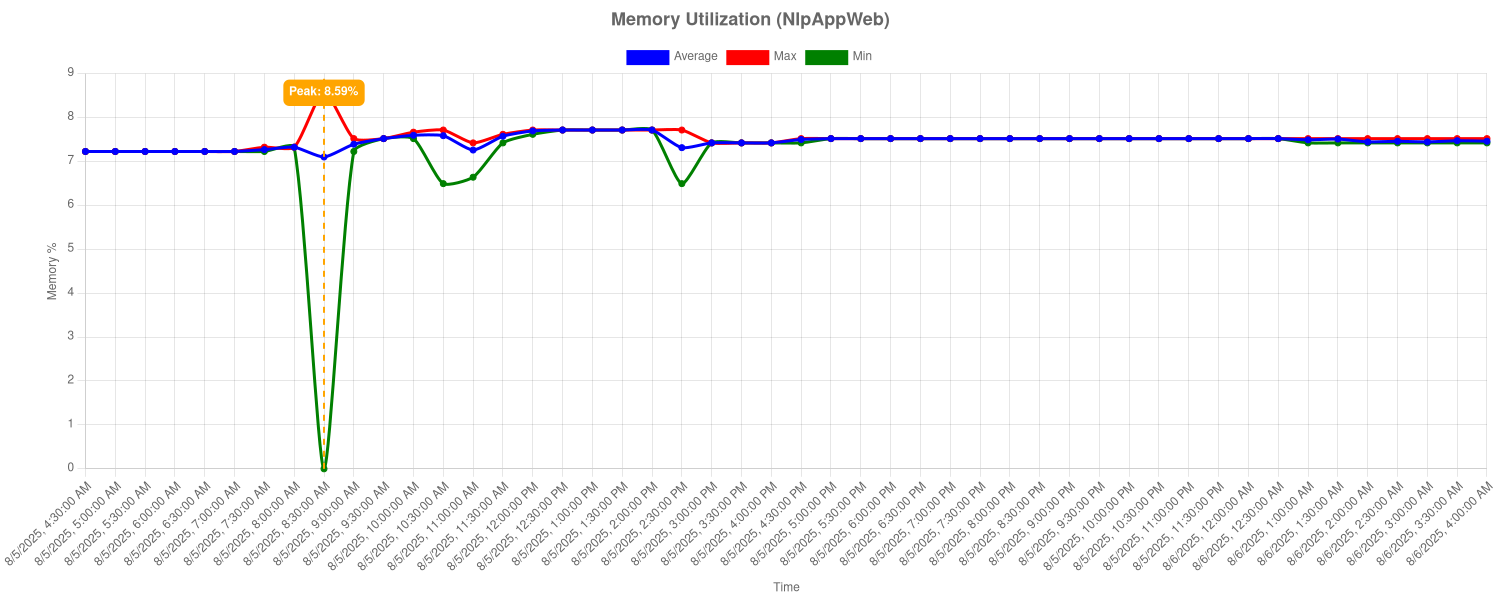 Memory Utilization (NlpAppWeb)
Average Max Min
Peak: 8.59%
9
8
7
6
5
4
3
2
1
0
Memory %
8/5/2025, 4:30:00 AM
8/5/2025, 5:00:00 AM
8/5/2025, 5:30:00 AM
8/5/2025, 6:00:00 AM
8/5/2025, 6:30:00 AM
8/5/2025, 7:00:00 AM
8/5/2025, 7:30:00 AM
8/5/2025, 8:00:00 AM
8/5/2025, 8:30:00 AM
8/5/2025, 9:00:00 AM
8/5/2025, 9:30:00 AM
8/5/2025, 10:00:00 AM
8/5/2025, 10:30:00 AM
8/5/2025, 11:00:00 AM
8/5/2025, 11:30:00 AM
8/5/2025, 12:00:00 PM
8/5/2025, 12:30:00 PM
8/5/2025, 1:00:00 PM
8/5/2025, 1:30:00 PM
8/5/2025, 2:00:00 PM
8/5/2025, 2:30:00 PM
8/5/2025, 3:00:00 PM
8/5/2025, 3:30:00 PM
8/5/2025, 4:00:00 PM
8/5/2025, 4:30:00 PM
8/5/2025, 5:00:00 PM
8/5/2025, 5:30:00 PM
8/5/2025, 6:00:00 PM
8/5/2025, 6:30:00 PM
8/5/2025, 7:00:00 PM
8/5/2025, 7:30:00 PM
8/5/2025, 8:00:00 PM
8/5/2025, 8:30:00 PM
8/5/2025, 9:00:00 PM
8/5/2025, 9:30:00 PM
8/5/2025, 10:00:00 PM
8/5/2025, 10:30:00 PM
8/5/2025, 11:00:00 PM
8/5/2025, 11:30:00 PM
8/6/2025, 12:00:00 AM
8/6/2025, 12:30:00 AM
8/6/2025, 1:00:00 AM
8/6/2025, 1:30:00 AM
8/6/2025, 2:00:00 AM
8/6/2025, 2:30:00 AM
8/6/2025, 3:00:00 AM
8/6/2025, 3:30:00 AM
8/6/2025, 4:00:00 AM
Time